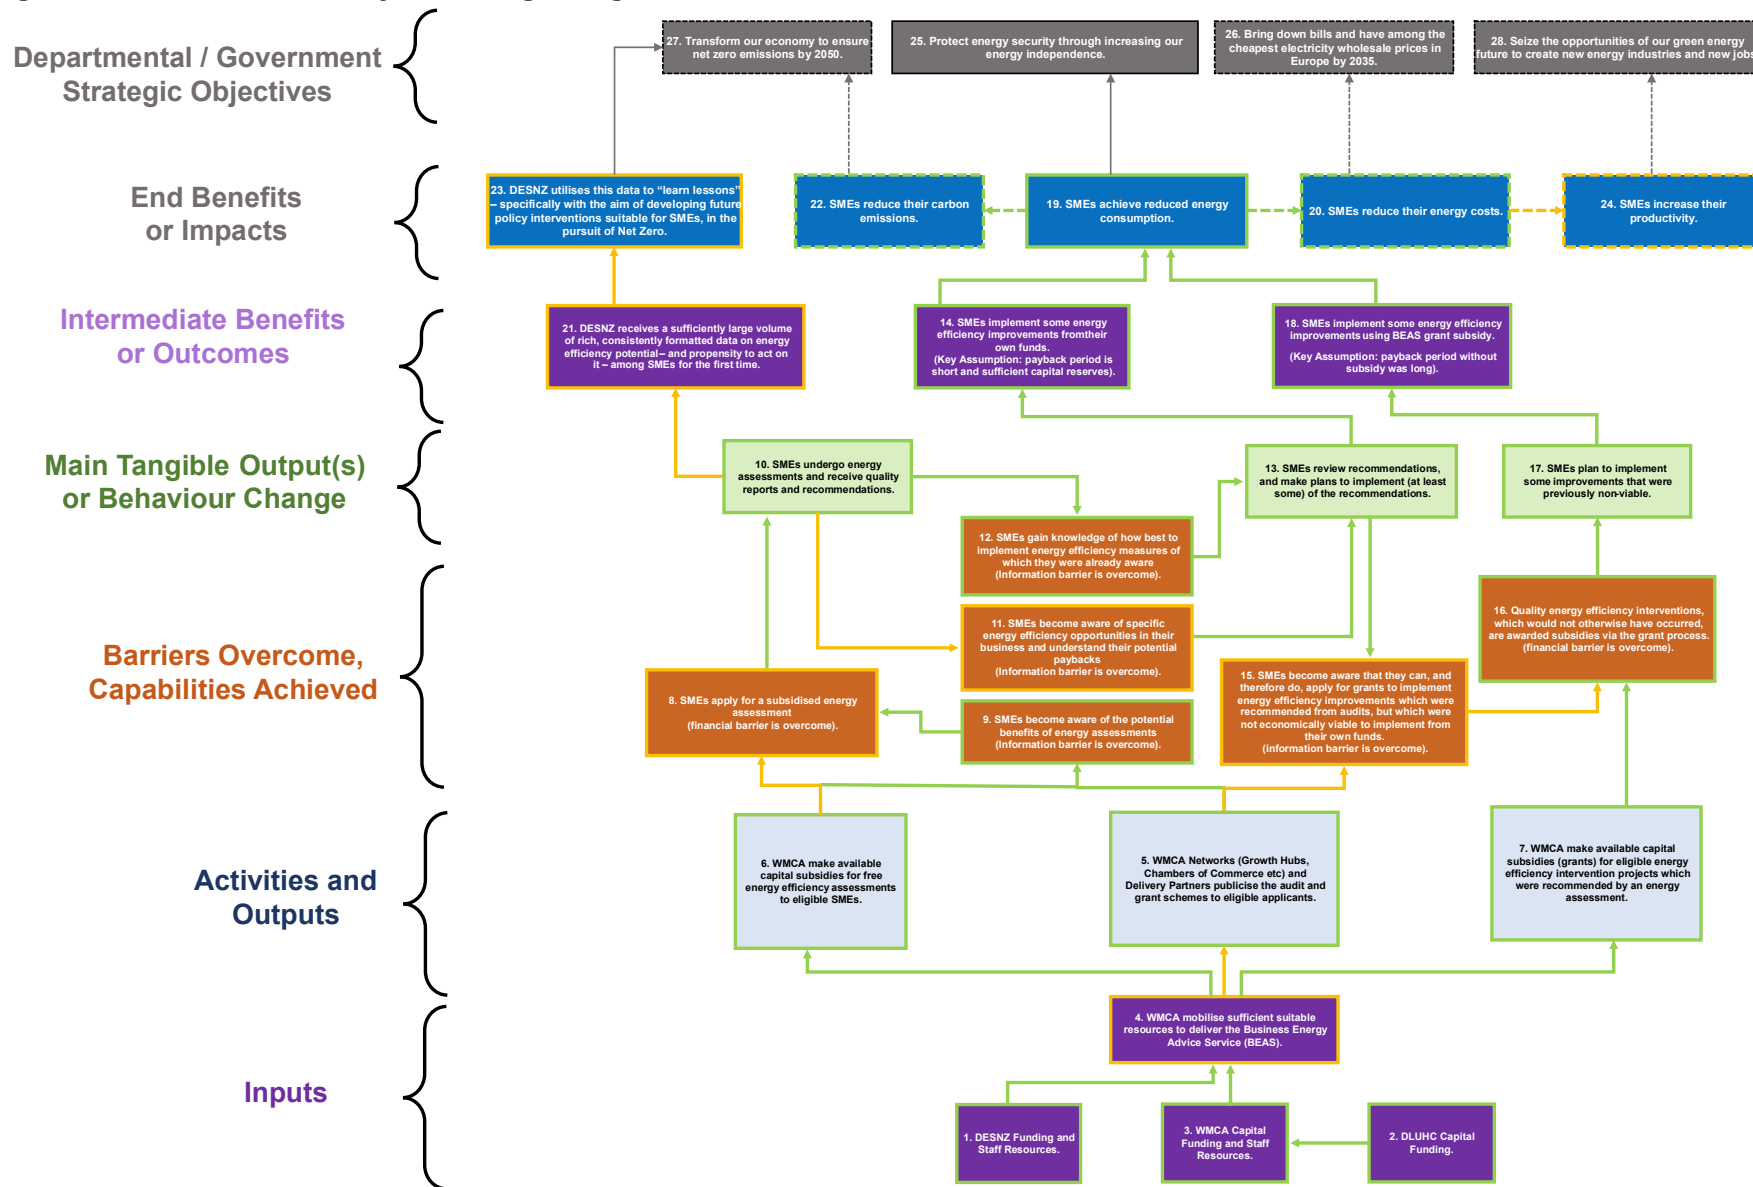 Departmental / Government
Strategic Objectives
27. Transform our economy to ensure
net zero emissions by 2050.
25. Protect energy security through increasing our
energy independence.
26. Bring down bills and have among the
cheapest electricity wholesale prices in
Europe by 2035.
28. Seize the opportunities of our green energy
future to create new energy industries and new jobs
End Benefits
or Impacts
23. DESNZ utilises this data to “learn lessons”
– specifically with the aim of developing future
policy interventions suitable for SMEs, in the
pursuit of Net Zero.
22. SMEs reduce their carbon
emissions.
19. SMEs achieve reduced energy
consumption.
20. SMEs reduce their energy costs.
24. SMEs increase their
productivity.
Intermediate Benefits
or Outcomes
21. DESNZ receives a sufficiently large volume
of rich, consistently formatted data on energy
efficiency potential – and propensity to act on
it – among SMEs for the first time.
14. SMEs implement some energy
efficiency improvements fromtheir
own funds.
(Key Assumption: payback period is
short and sufficient capital reserves).
18. SMEs implement some energy efficiency
improvements using BEAS grant subsidy.
(Key Assumption: payback period without
subsidy was long).
Main Tangible Output(s)
or Behaviour Change
10. SMEs undergo energy
assessments and receive quality
reports and recommendations.
13. SMEs review recommendations,
and make plans to implement (at least
some) of the recommendations.
17. SMEs plan to implement
some improvements that were
previously non-viable.
12. SMEs gain knowledge of how best to
implement energy efficiency measures of
which they were already aware
(Information barrier is overcome).
Barriers Overcome,
Capabilities Achieved
11. SMEs become aware of specific
energy efficiency opportunities in their
business and understand their potential
paybacks
(Information barrier is overcome).
16. Quality energy efficiency interventions,
which would not otherwise have occurred,
are awarded subsidies via the grant process.
(financial barrier is overcome).
8. SMEs apply for a subsidised energy
assessment
(financial barrier is overcome).
9. SMEs become aware of the potential
benefits of energy assessments
(Information barrier is overcome).
15. SMEs become aware that they can, and
therefore do, apply for grants to implement
energy efficiency improvements which were
recommended from audits, but which were
not economically viable to implement from
their own funds.
(information barrier is overcome).
Activities and
Outputs
6. WMCA make available
capital subsidies for free
energy efficiency assessments
to eligible SMEs.
5. WMCA Networks (Growth Hubs,
Chambers of Commerce etc) and
Delivery Partners publicise the audit and
grant schemes to eligible applicants.
7. WMCA make available capital
subsidies (grants) for eligible energy
efficiency intervention projects which
were recommended by an energy
assessment.
Inputs
4. WMCA mobilise sufficient suitable
resources to deliver the Business Energy
Advice Service (BEAS).
1. DESNZ Funding and
Staff Resources.
3. WMCA Capital
Funding and Staff
Resources.
2. DLUHC Capital
Funding.